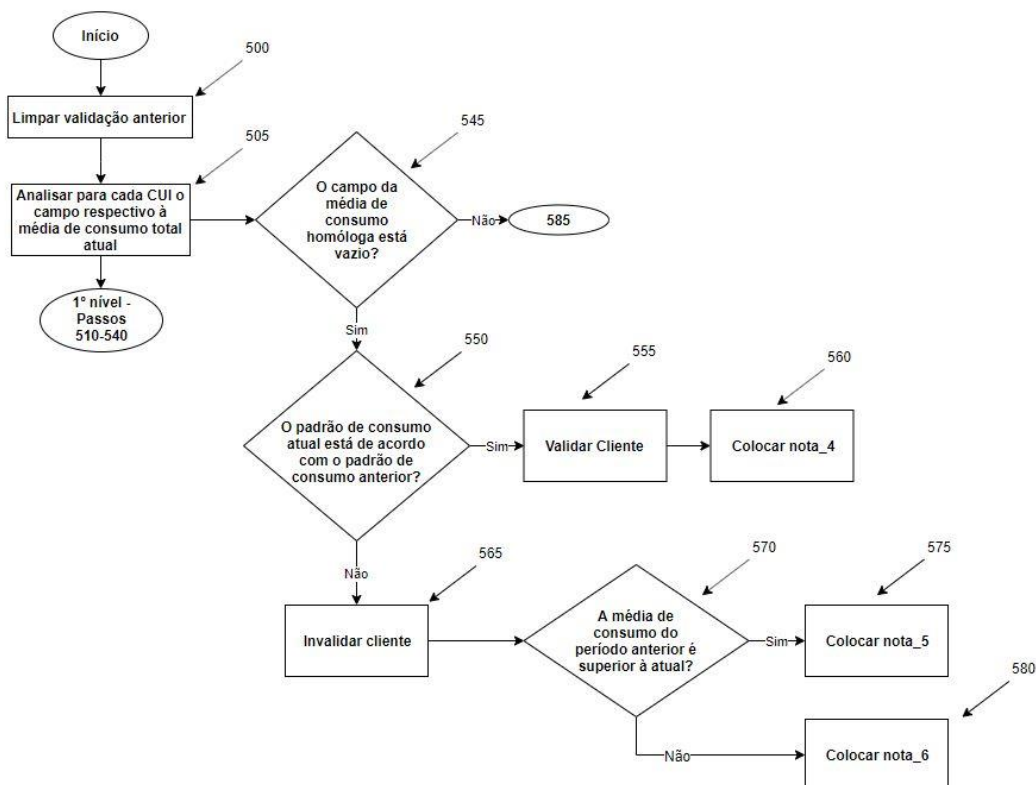 Início
500
Limpar validação anterior
505
Analisar para cada CUI o
campo respectivo à
média de consumo total
atual
1º nível -
Passos
510-540
545
O campo da
média de
consumo
homóloga está
vazio?
Não
585
Sim
550
O padrão de consumo
atual está de acordo
com o padrão de
consumo anterior?
Sim
555
Validar Cliente
560
Colocar nota_4
Não
565
Invalidar cliente
570
A média de
consumo do
período anterior é
superior à atual?
Sim
575
Colocar nota_5
Não
580
Colocar nota_6